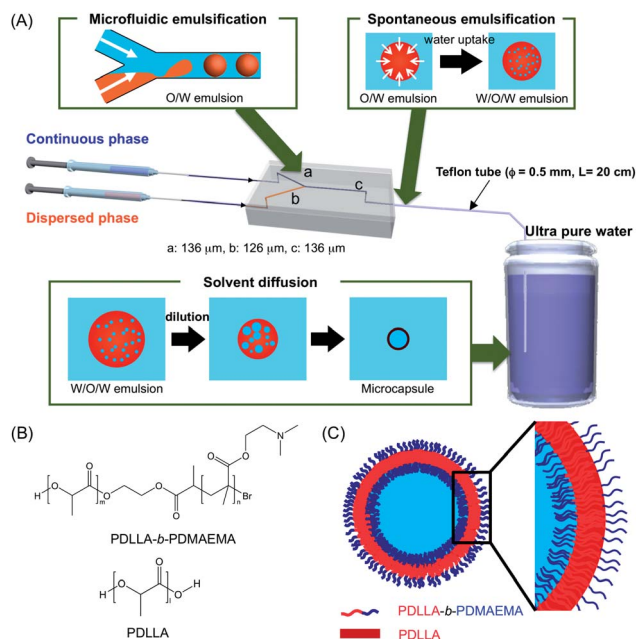 (A)
Microfluidic emulsification
O/W emulsion
Spontaneous emulsification
water uptake
O/W emulsion
W/O/W emulsion
Continuous phase
Dispersed phase
a
b
c
a: 136 μm, b: 126 μm, c: 136 μm
Teflon tube (ϕ = 0.5 mm, L= 20 cm)
Ultra pure water
Solvent diffusion
dilution
W/O/W emulsion
Microcapsule
(B)
H
O
O
m
O
O
O
O
O
N
n
Br
PDLLA-b-PDMAEMA
H
O
O
l
O
H
PDLLA
(C)
PDLLA-b-PDMAEMA
PDLLA